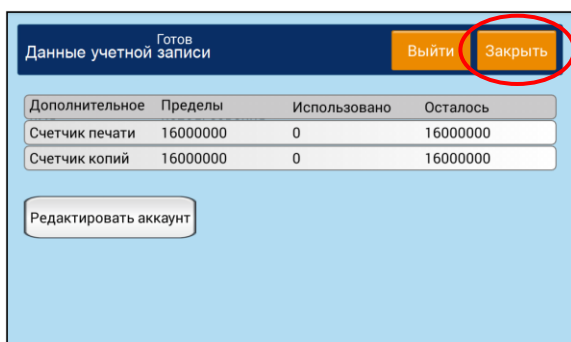 Готов
Данные учетной записи
Выйти
Закрыть
Дополнительное Пределы Использовано Осталось
Счетчик печати 16000000 0 16000000
Счетчик копий 16000000 0 16000000
Редактировать аккаунт